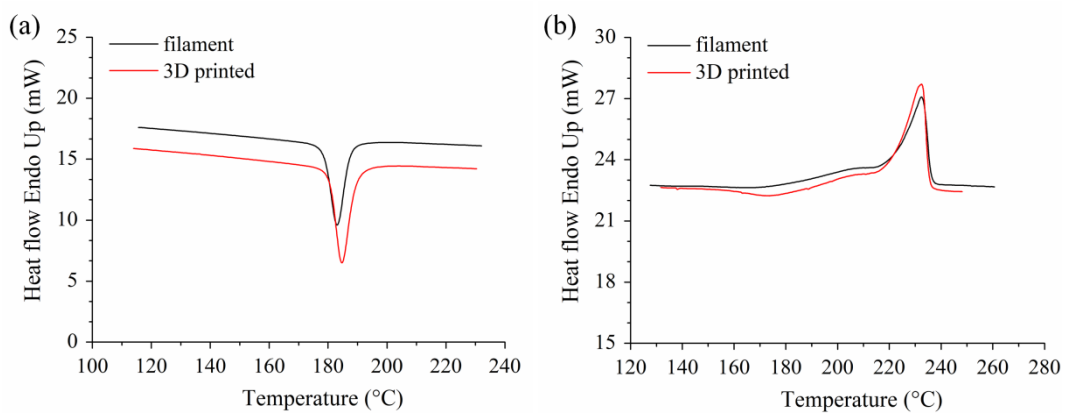 (a)
Heat flow Endo Up (mW)
25
20
15
10
5
0
filament
3D printed
100 120 140 160 180 200 220 240
Temperature (°C)
(b)
Heat flow Endo Up (mW)
30
27
24
21
18
15
filament
3D printed
120 140 160 180 200 220 240 260 280
Temperature (°C)